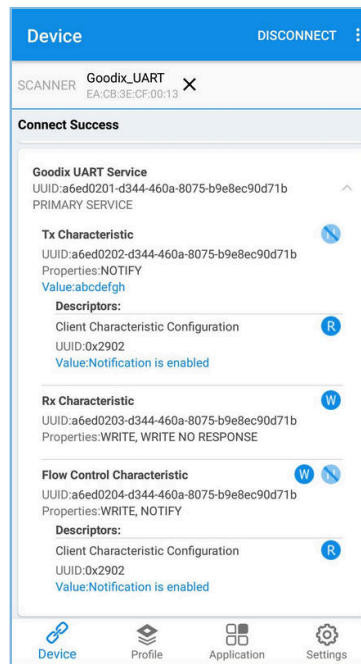 Device
DISCONNECT
SCANNER
Goodix_UART
EA:CB:3E:CF:00:13
Connect Success
Goodix UART Service
UUID:a6ed0201-d344-460a-8075-b9e8ec90d71b
PRIMARY SERVICE
Tx Characteristic
N
UUID:a6ed0202-d344-460a-8075-b9e8ec90d71b
Properties:NOTIFY
Value:abcdefgh
Descriptors:
Client Characteristic Configuration
R
UUID:0x2902
Value:Notification is enabled
Rx Characteristic
W
UUID:a6ed0203-d344-460a-8075-b9e8ec90d71b
Properties:WRITE, WRITE NO RESPONSE
Flow Control Characteristic
W N
UUID:a6ed0204-d344-460a-8075-b9e8ec90d71b
Properties:WRITE, NOTIFY
Descriptors:
Client Characteristic Configuration
R
UUID:0x2902
Value:Notification is enabled
Device
Profile
Application
Settings